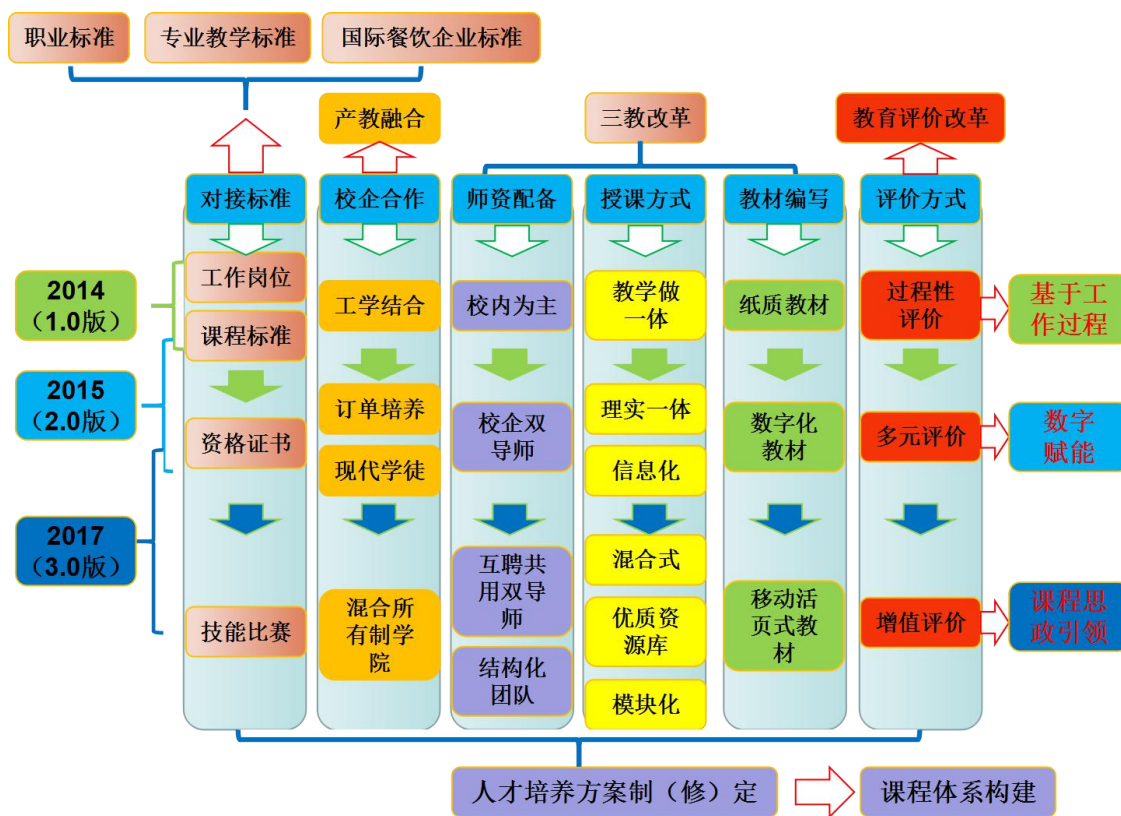 职业标准 专业教学标准 国际餐饮企业标准
产教融合 三教改革 教育评价改革
对接标准 校企合作 师资配备 授课方式 教材编写 评价方式
2014
（1.0版）
工作岗位
课程标准
工学结合
校内为主
教学做
一体
纸质教材
过程性
评价
基于工
作过程
2015
（2.0版）
资格证书
订单培养
现代学徒
校企双
导师
理实一体
信息化
数字化
教材
多元评价
数字
赋能
2017
（3.0版）
技能比赛
混合所
有制学
院
互聘共
用双导
师
结构化
团队
混合式
优质资
源库
模块化
移动活
页式教
材
增值评价
课程思
政引领
人才培养方案制（修）定 课程体系构建